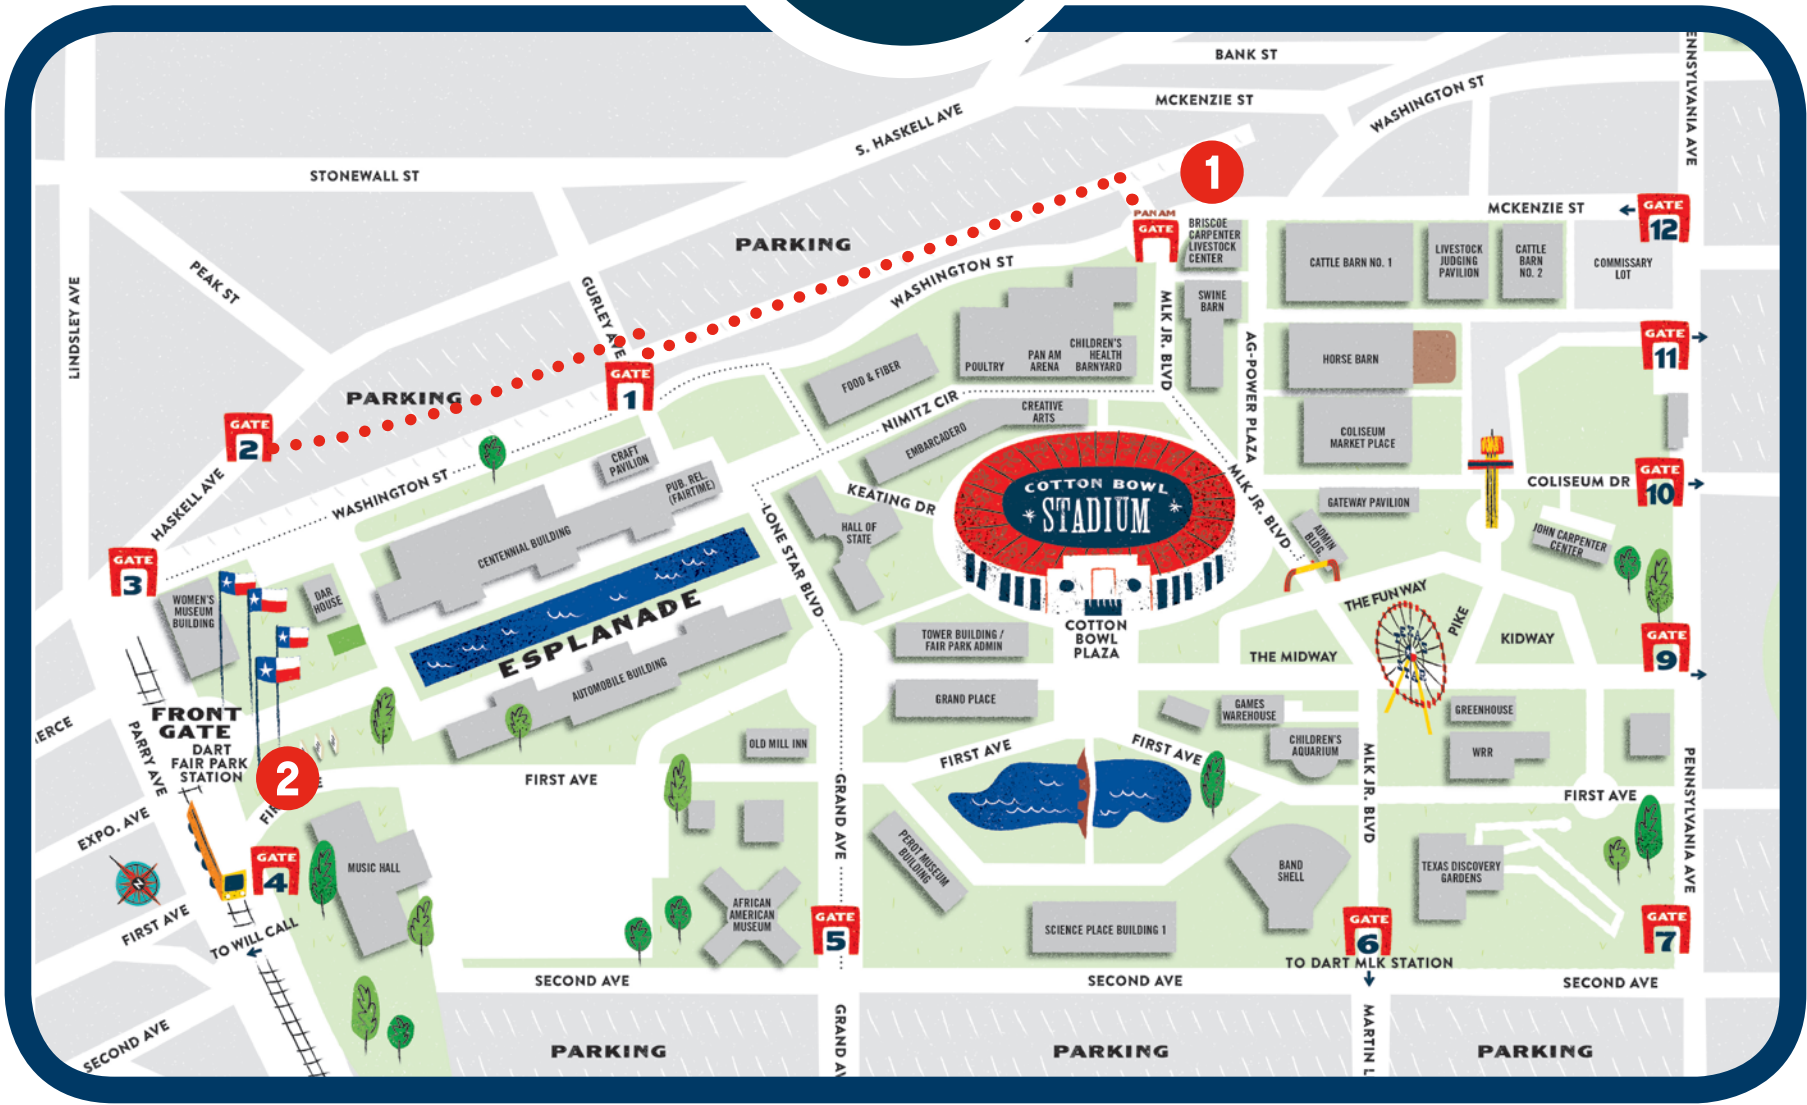 BANK ST
MCKENZIE ST
WASHINGTON ST
ENNSYLVANIA AVE
S. HASKELL AVE
STONEWALL ST
1
PARKING
PAN AM
GATE
BRISCOE
CARPENTER
LIVESTOCK
CENTER
MCKENZIE ST
GATE
12
CATTLE BARN NO. 1
LIVESTOCK
JUDGING
PAVILION
CATTLE
BARN
NO. 2
COMMISSARY
LOT
PEAK ST
LINDSLEY AVE
GURLEY AVE
WASHINGTON ST
MLK JR. BLVD
SWINE
BARN
AG-POWER PLAZA
HORSE BARN
GATE
11
POULTRY
PAN AM
ARENA
CHILDREN'S
HEALTH
BARNYARD
FOOD & FIBER
GATE
1
PARKING
GATE
2
NIMITZ CIR
CREATIVE
ARTS
EMBARCADERO
COLISEUM
MARKET PLACE
HASKELL AVE
WASHINGTON ST
CRAFT
PAVILION
PUB. REL.
(FAIRTIME)
KEATING DR
COTTON BOWL
STADIUM
MLK JR. BLVD
GATEWAY PAVILION
COLISEUM DR
GATE
10
ADMIN
BLDG.
JOHN CARPENTER
CENTER
CENTENNIAL BUILDING
LONE STAR BLVD
HALL OF
STATE
GATE
3
WOMEN'S
MUSEUM
BUILDING
DAR
HOUSE
ESPLANADE
AUTOMOBILE BUILDING
TOWER BUILDING /
FAIR PARK ADMIN
COTTON
BOWL
PLAZA
THE FUNWAY
PIKE
KIDWAY
THE MIDWAY
GATE
9
GRAND PLACE
GAMES
WAREHOUSE
GREENHOUSE
CHILDREN'S
AQUARIUM
WRR
FRONT
GATE
DART
FAIR PARK
STATION
2
ERCE
PARRY AVE
OLD MILL INN
FIRST AVE
FIRST AVE
FIRST AVE
FIRST AVE
MLK JR. BLVD
PENNSYLVANIA AVE
GRAND AVE
EXPO. AVE
GATE
4
MUSIC HALL
PEROT MUSEUM
BUILDING
BAND
SHELL
TEXAS DISCOVERY
GARDENS
AFRICAN
AMERICAN
MUSEUM
FIRST AVE
TO WILL CALL
GATE
5
SCIENCE PLACE BUILDING 1
GATE
6
TO DART MLK STATION
GATE
7
SECOND AVE
SECOND AVE
SECOND AVE
SECOND AVE
GRAND AV
MARTIN L
PARKING
PARKING
PARKING